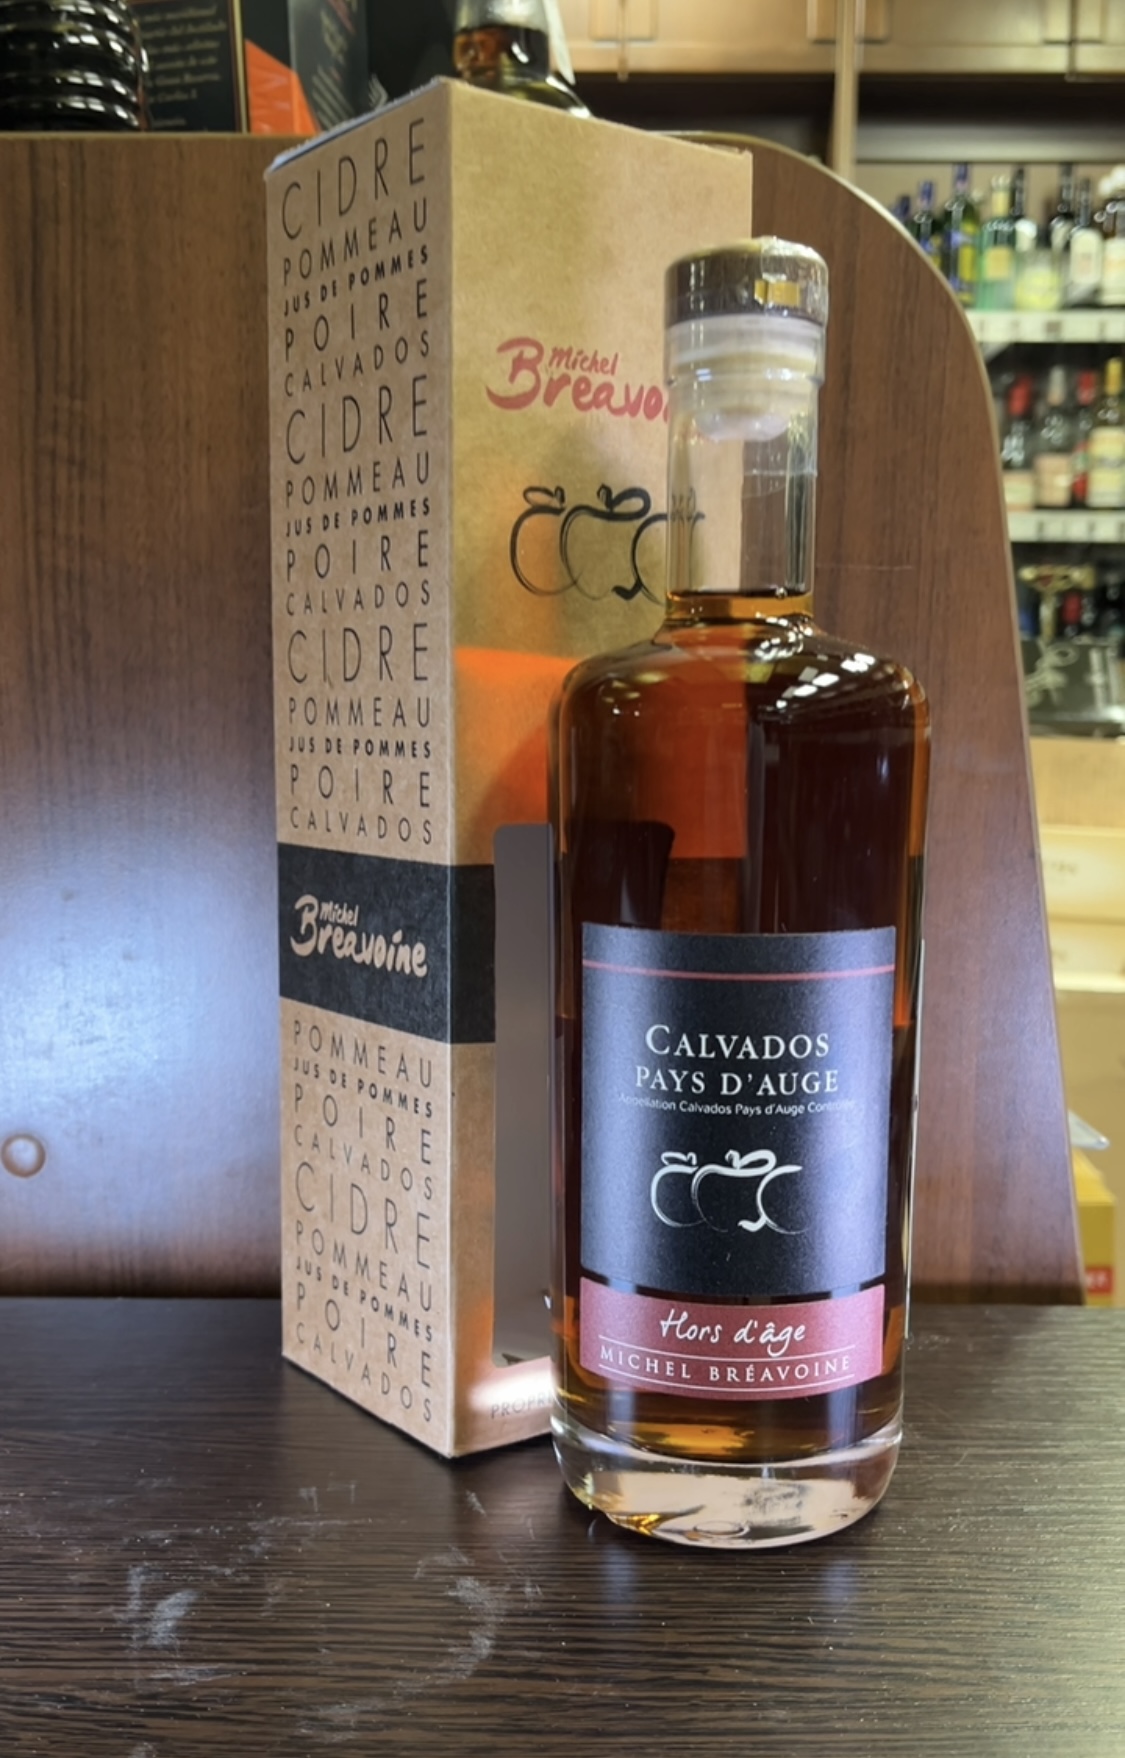 CIDRE
POMMEAU
JUS DE POMMES
POIRE
CALVADOS
CIDRE
POMMEAU
JUS DE POMMES
POIRE
CALVADOS
CIDRE
POMMEAU
JUS DE POMMES
POIRE
CALVADOS
Michel
Breavoine
POMMEAU
JUS DE POMMES
POIRE
CALVADOS
CIDRE
POMMEAU
JUS DE POMMES
POIRE
CALVADOS
Michel
Breavoi
CALVADOS
PAYS D'AUGE
Appellation Calvados Pays d'Auge Contrôlée
Hors d'âge
MICHEL BRÉAVOINE